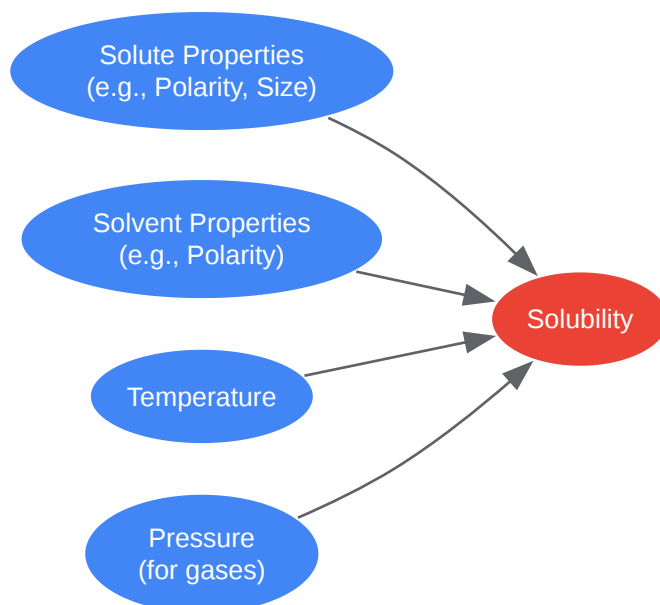 Solute Properties
(e.g., Polarity, Size)
Solvent Properties
(e.g., Polarity)
Solubility
Temperature
Pressure
(for gases)